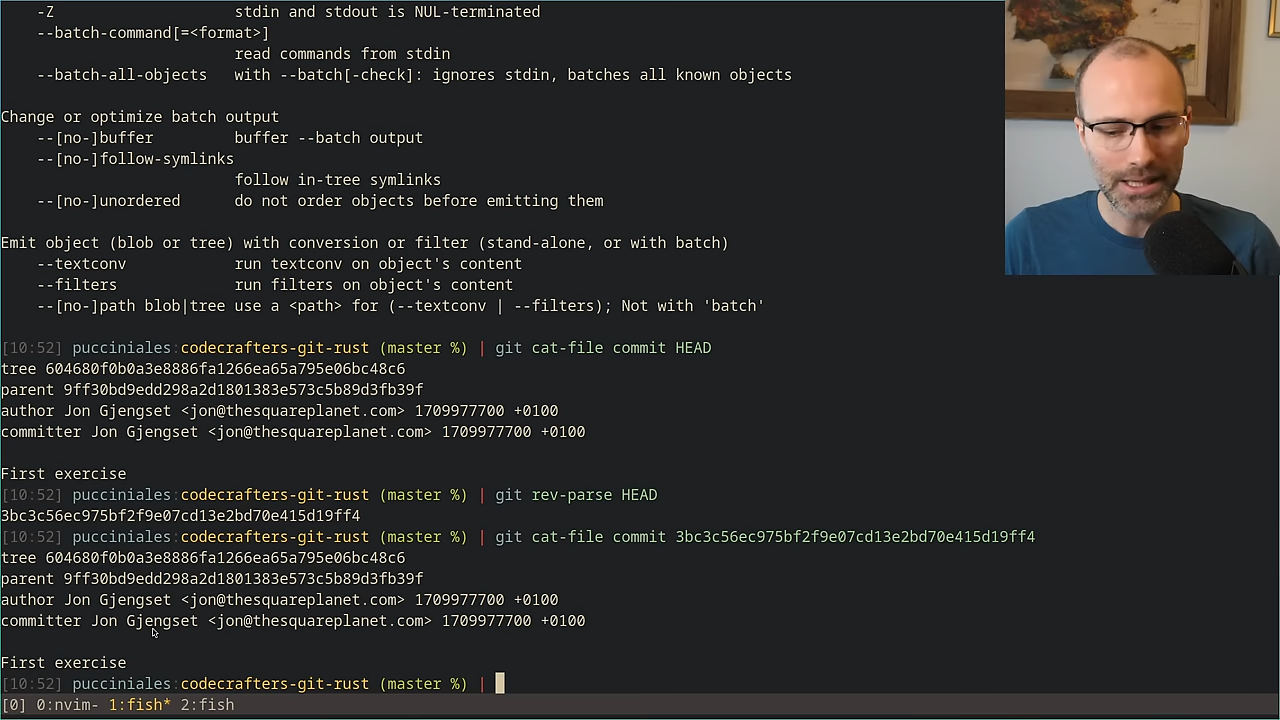 -Z stdin and stdout is NUL-terminated
--batch-command[=<format>]
read commands from stdin
--batch-all-objects with --batch[-check]: ignores stdin, batches all known objects
Change or optimize batch output
--[no-]buffer buffer --batch output
--[no-]follow-symlinks
follow in-tree symlinks
--[no-]unordered do not order objects before emitting them
Emit object (blob or tree) with conversion or filter (stand-alone, or with batch)
--textconv run textconv on object's content
--filters run filters on object's content
--[no-]path blob|tree use a <path> for (--textconv | --filters); Not with 'batch'
[10:52] pucciniales:codecrafters-git-rust (master %) | git cat-file commit HEAD
tree 604680f0b0a3e8886fa1266ea65a795e06bc48c6
parent 9ff30bd9edd298a2d1801383e573c5b89d3fb39f
author Jon Gjengset <jon@thesquareplanet.com> 1709977700 +0100
committer Jon Gjengset <jon@thesquareplanet.com> 1709977700 +0100
First exercise
[10:52] pucciniales:codecrafters-git-rust (master %) | git rev-parse HEAD
3bc3c56ec975bf2f9e07cd13e2bd70e415d19ff4
[10:52] pucciniales:codecrafters-git-rust (master %) | git cat-file commit 3bc3c56ec975bf2f9e07cd13e2bd70e415d19ff4
tree 604680f0b0a3e8886fa1266ea65a795e06bc48c6
parent 9ff30bd9edd298a2d1801383e573c5b89d3fb39f
author Jon Gjengset <jon@thesquareplanet.com> 1709977700 +0100
committer Jon Gjengset <jon@thesquareplanet.com> 1709977700 +0100
First exercise
[10:52] pucciniales:codecrafters-git-rust (master %) |
[0] 0:nvim- 1:fish* 2:fish